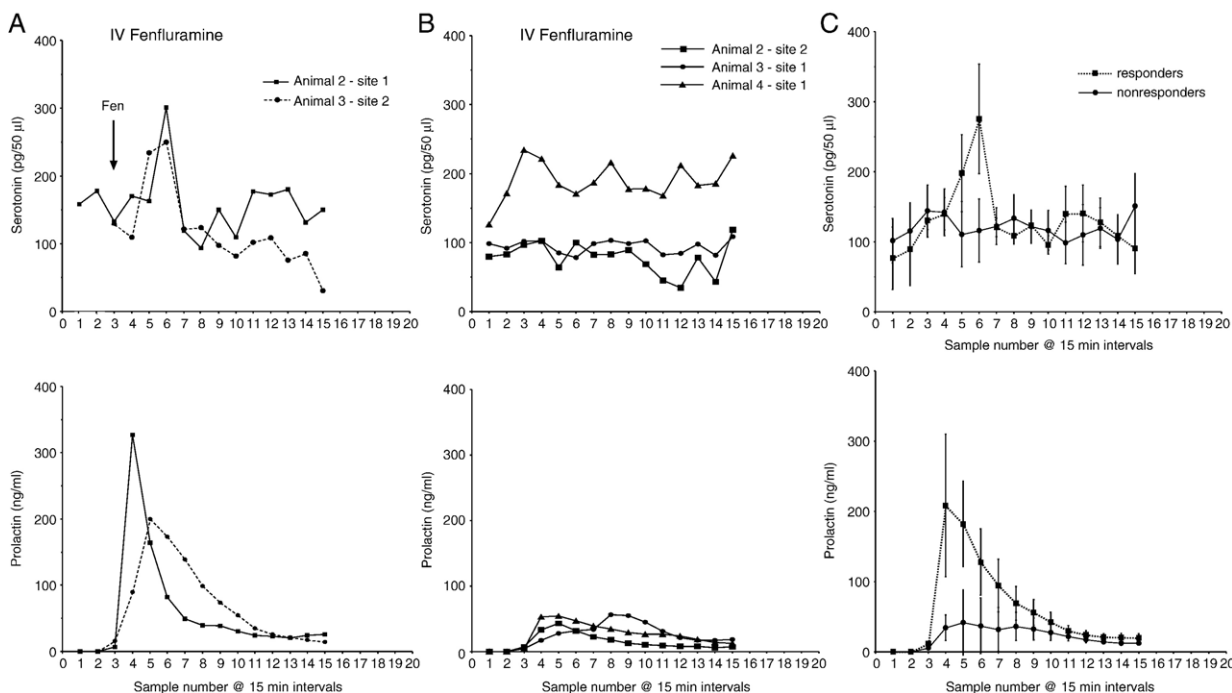 A
IV Fenfluramine
400
300
200
100
0
Serotonin (pg/50 µl)
Animal 2 - site 1
Animal 3 - site 2
Fen
0 1 2 3 4 5 6 7 8 9 10 11 12 13 14 15 16 17 18 19 20
B
IV Fenfluramine
400
300
200
100
0
Serotonin (pg/50 µl)
Animal 2 - site 2
Animal 3 - site 1
Animal 4 - site 1
0 1 2 3 4 5 6 7 8 9 10 11 12 13 14 15 16 17 18 19 20
C
400
300
200
100
0
Serotonin (pg/50 µl)
responders
nonresponders
0 1 2 3 4 5 6 7 8 9 10 11 12 13 14 15 16 17 18 19 20
Sample number @ 15 min intervals
400
300
200
100
0
Prolactin (ng/ml)
0 1 2 3 4 5 6 7 8 9 10 11 12 13 14 15 16 17 18 19 20
Sample number @ 15 min intervals
400
300
200
100
0
Prolactin (ng/ml)
0 1 2 3 4 5 6 7 8 9 10 11 12 13 14 15 16 17 18 19 20
Sample number @ 15 min intervals
400
300
200
100
0
Prolactin (ng/ml)
0 1 2 3 4 5 6 7 8 9 10 11 12 13 14 15 16 17 18 19 20
Sample number @ 15 min intervals